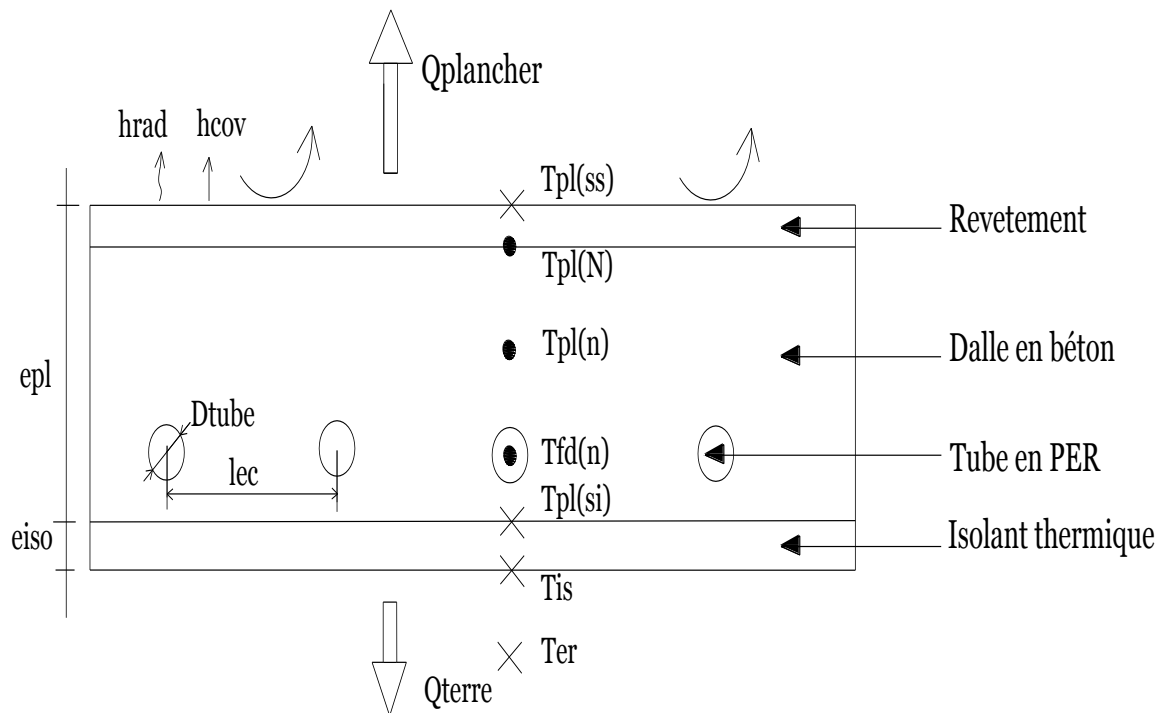 Qplancher
hrad
hcov
Tpl(ss)
Revetement
Tpl(N)
Tpl(n)
Dalle en béton
epl
Dtube
Tfd(n)
Tube en PER
lec
Tpl(si)
eiso
Isolant thermique
Tis
Ter
Qterre